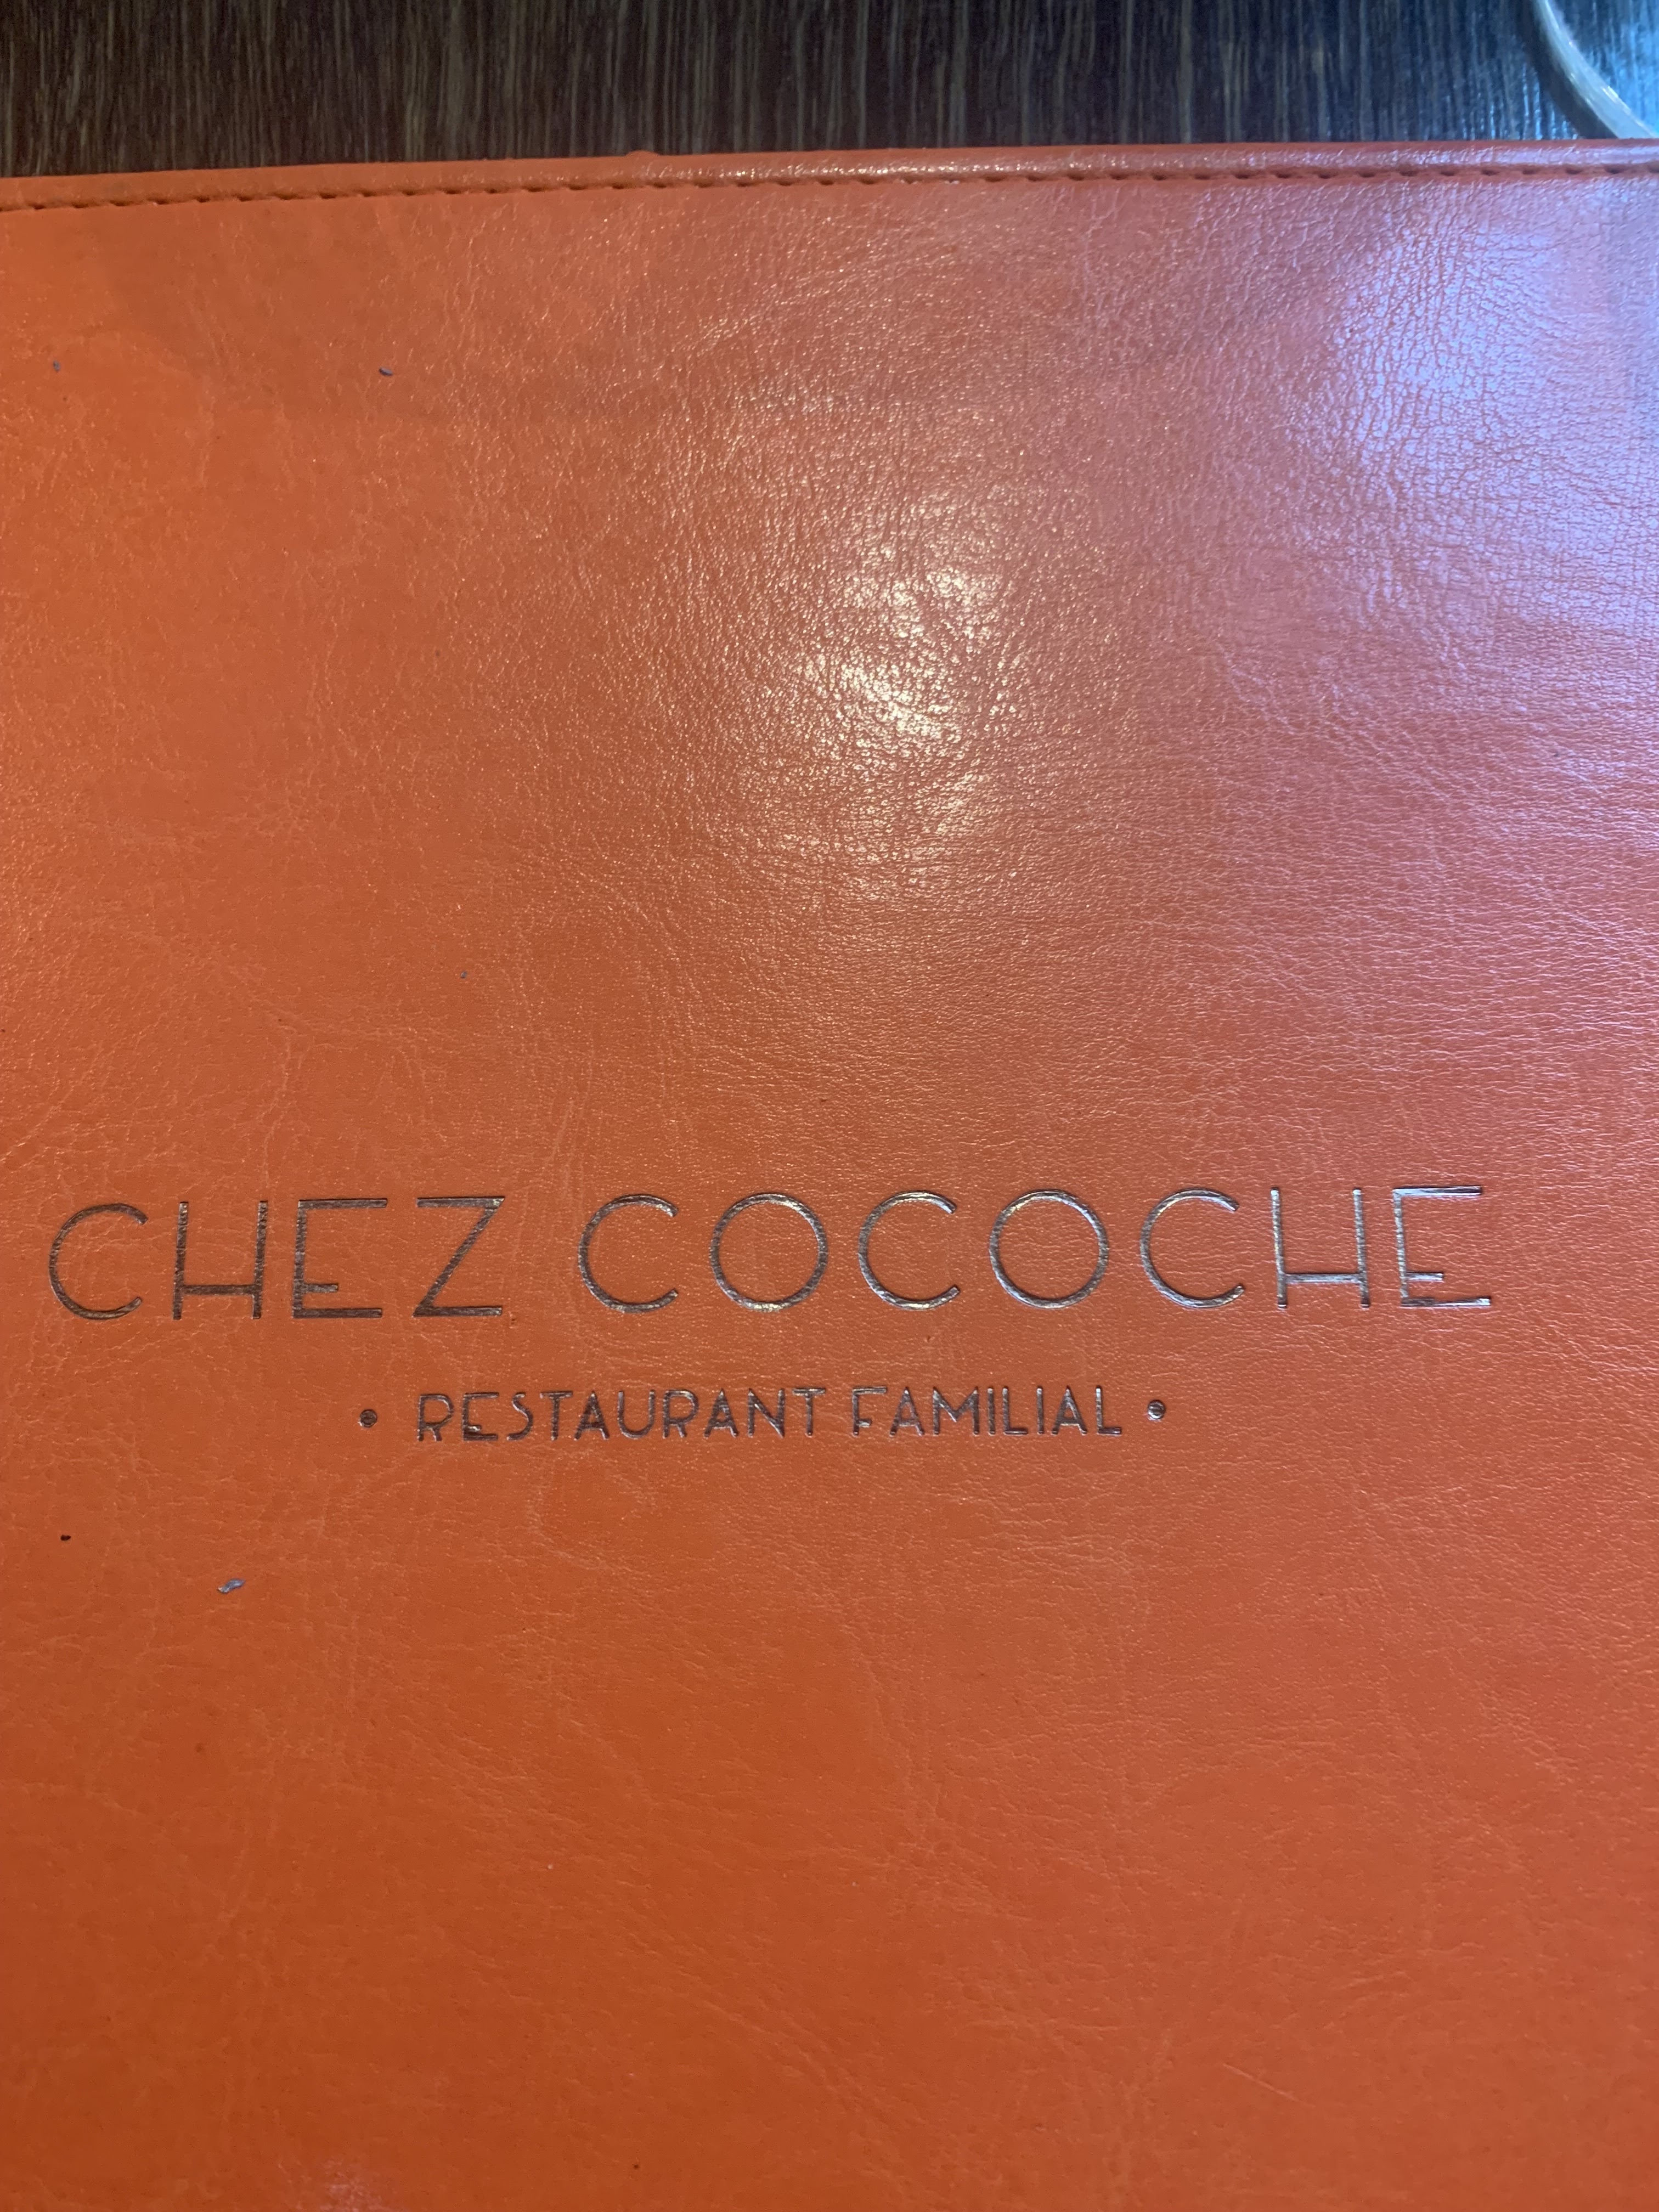 CHEZ COCOCHE
• RESTAURANT FAMILIAL •